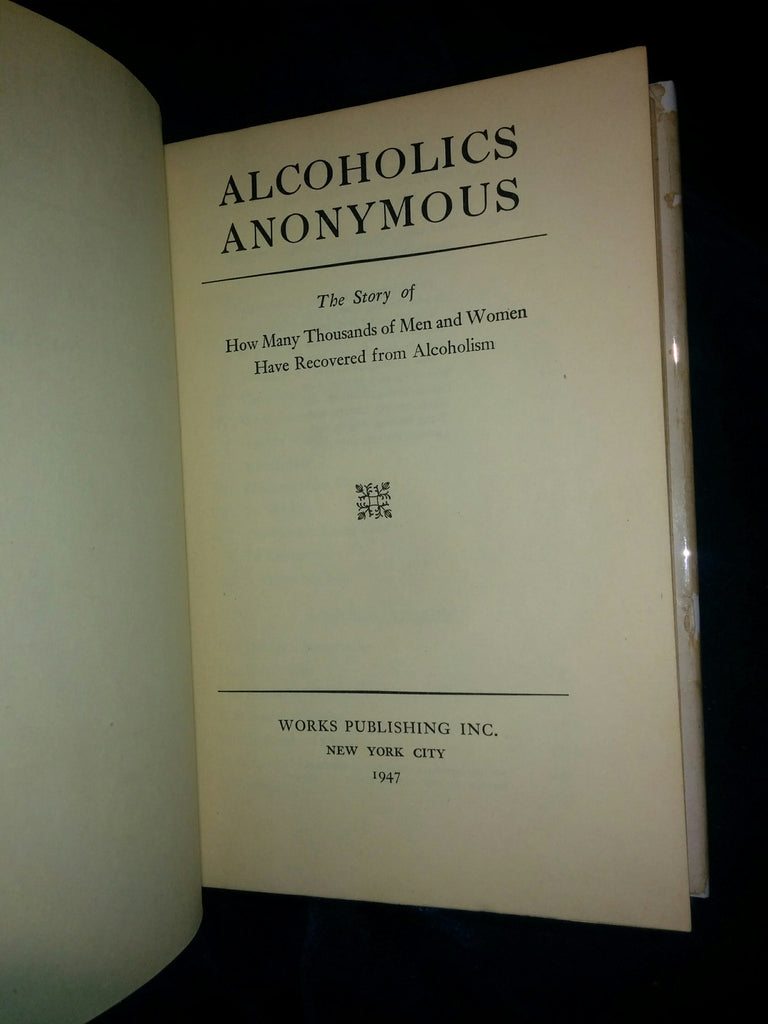 ALCOHOLICS
ANONYMOUS
The Story of
How Many Thousands of Men and Women
Have Recovered from Alcoholism
WORKS PUBLISHING INC.
NEW YORK CITY
1947